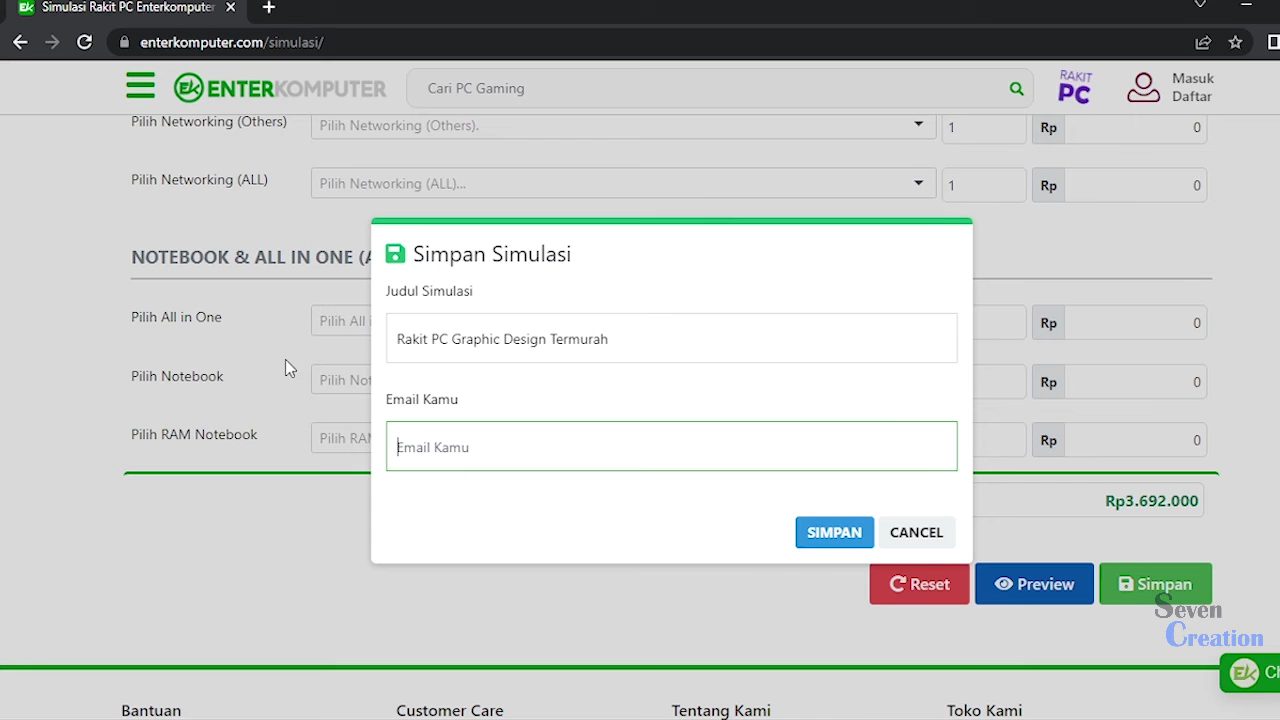 Simulasi Rakit PC Enterkomputer
enterkomputer.com/simulasi/
ENTERKOMPUTER
Cari PC Gaming
RAKIT
PC
Masuk
Daftar
Pilih Networking (Others)
Pilih Networking (Others).
1
Rp
0
Pilih Networking (ALL)
Pilih Networking (ALL)...
1
Rp
0
NOTEBOOK & ALL IN ONE (
Pilih All in One
Pilih All i
Rp
0
Pilih Notebook
Pilih Not
Rp
0
Pilih RAM Notebook
Pilih RAM
Rp
0
Simpan Simulasi
Judul Simulasi
Rakit PC Graphic Design Termurah
Email Kamu
Email Kamu
SIMPAN
CANCEL
Rp3.692.000
Reset
Preview
Simpan
Seven
Creation
EK
Ch
Bantuan
Customer Care
Tentang Kami
Toko Kami